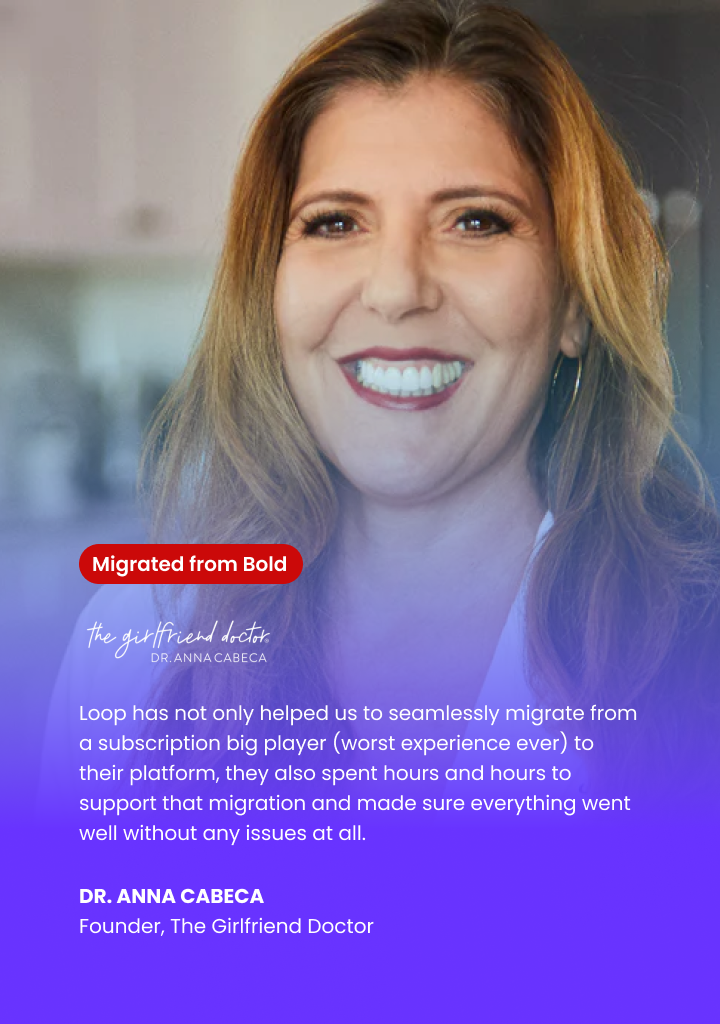 Migrated from Bold
the girlfriend doctor
DR. ANNA CABECA
Loop has not only helped us to seamlessly migrate from
a subscription big player (worst experience ever) to
their platform, they also spent hours and hours to
support that migration and made sure everything went
well without any issues at all.
DR. ANNA CABECA
Founder, The Girlfriend Doctor